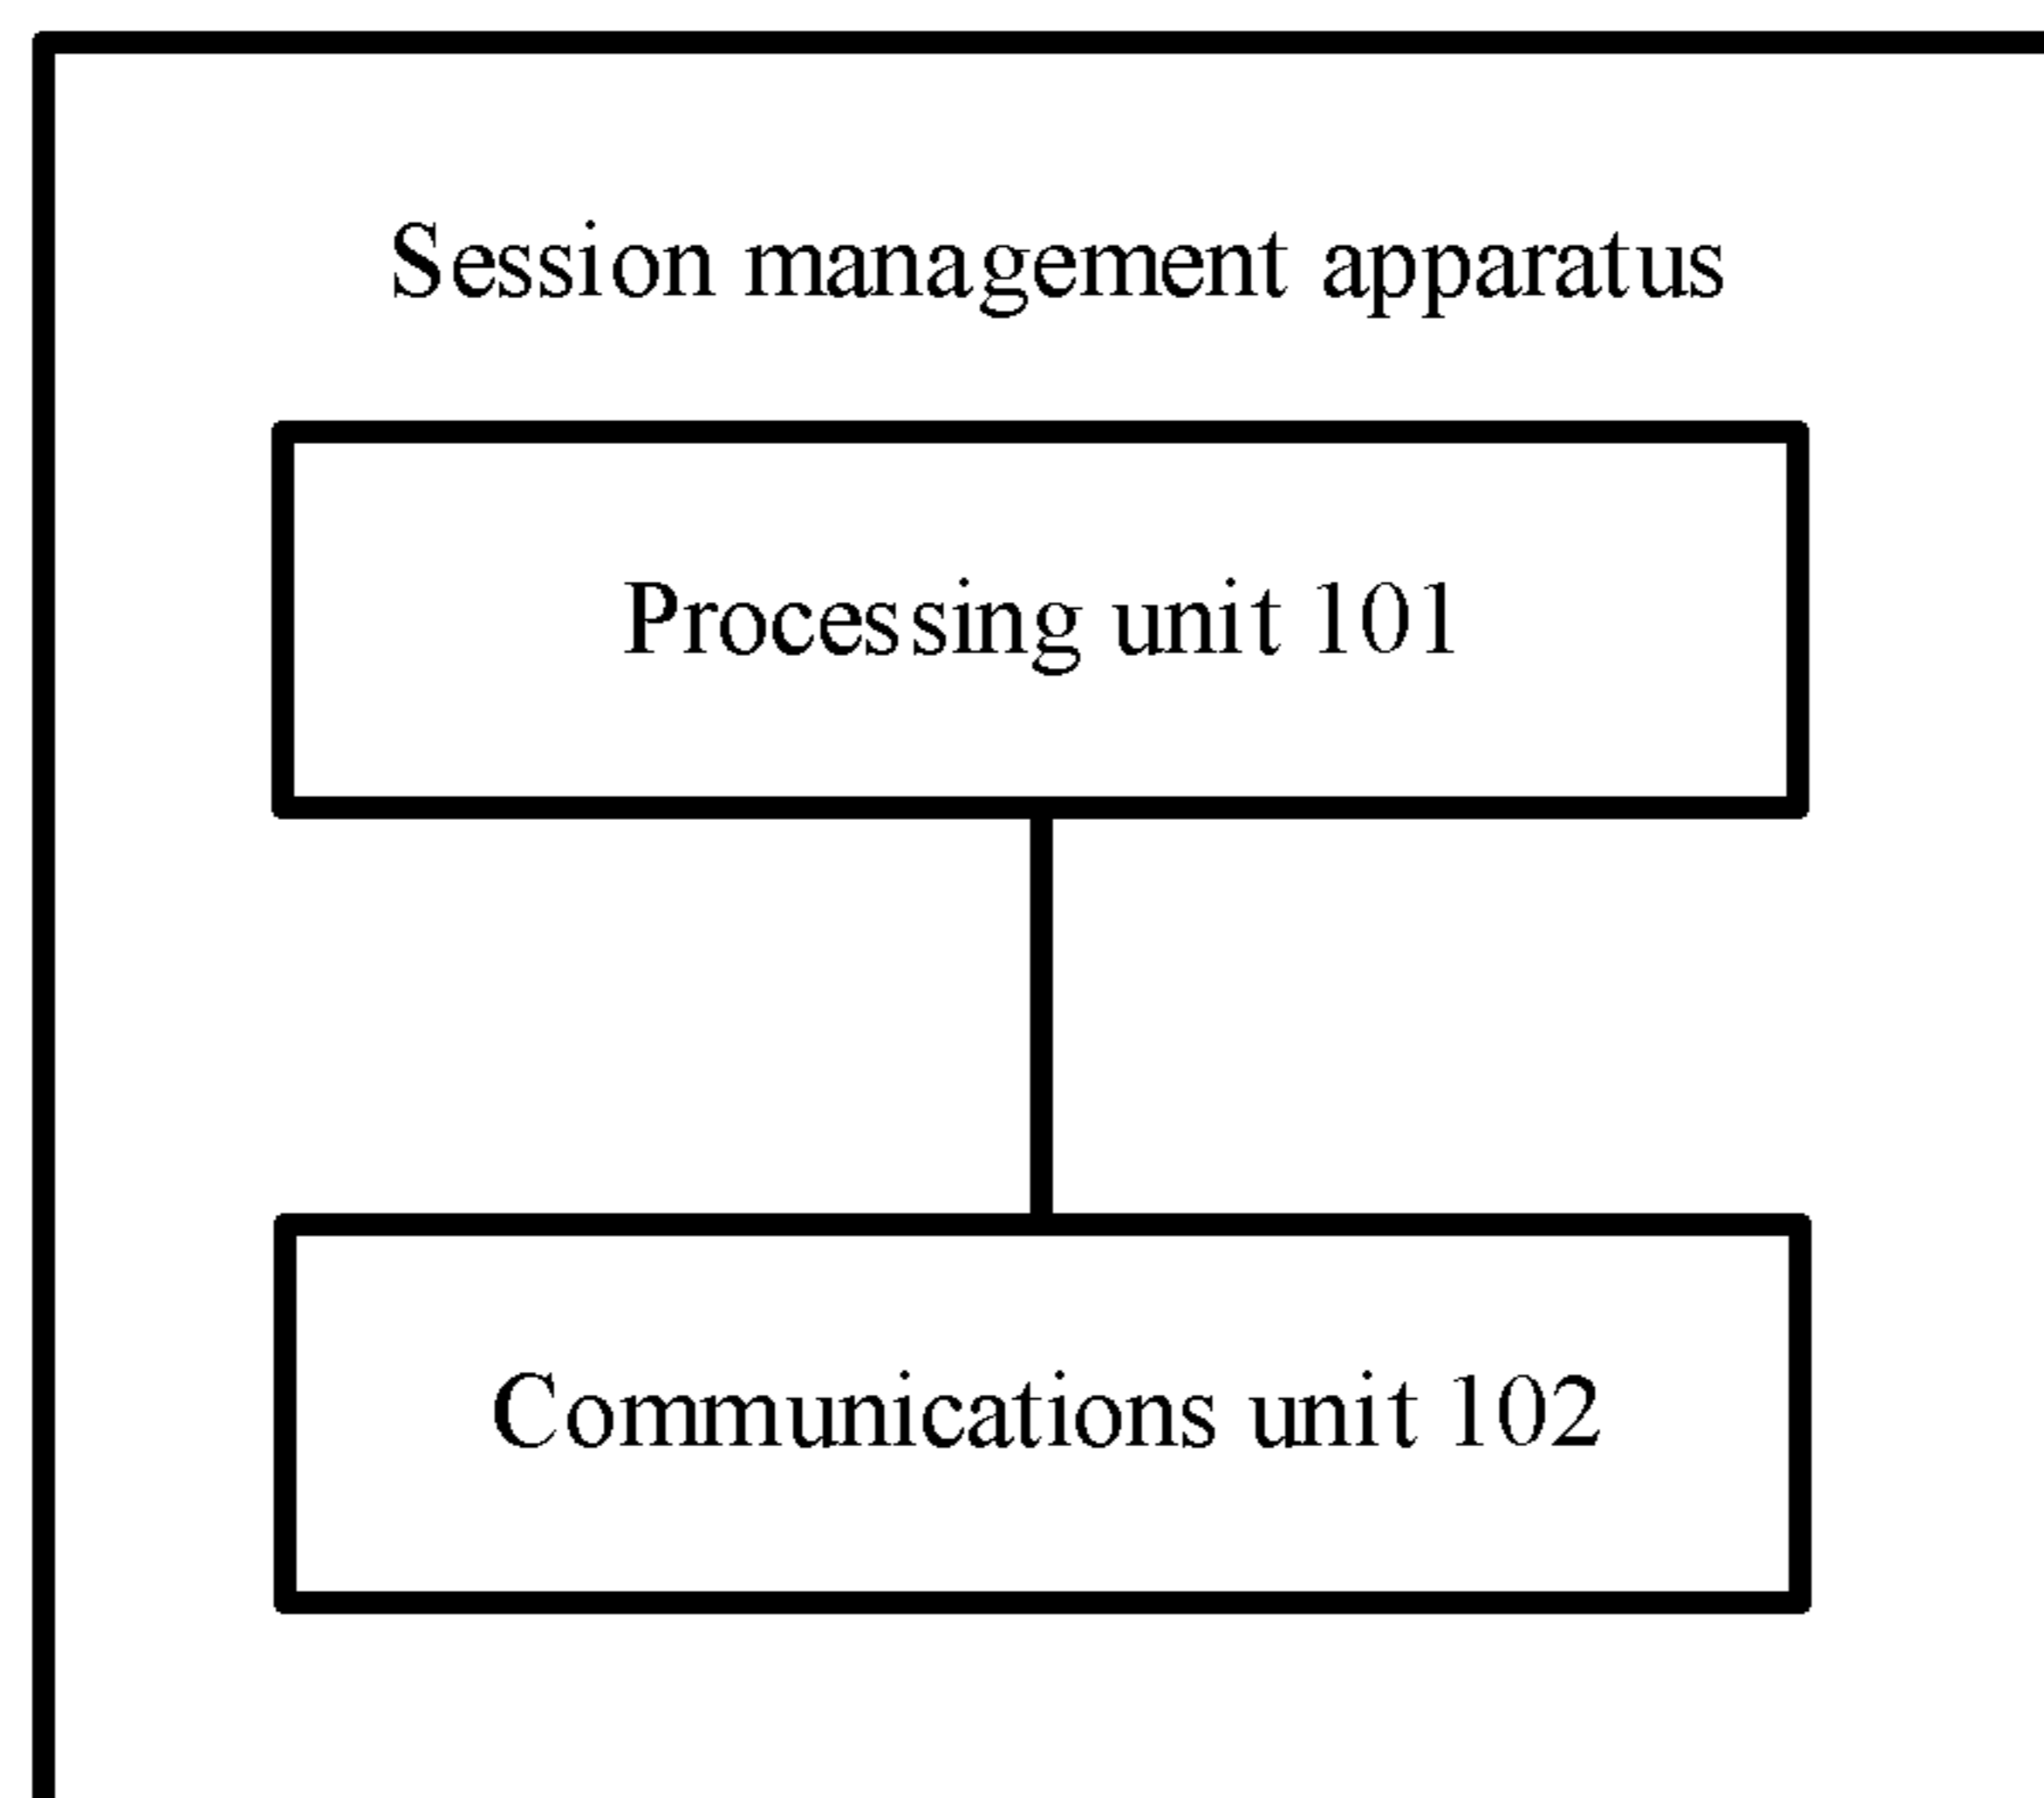 Session management apparatus
Processing unit 101
Communications unit 102